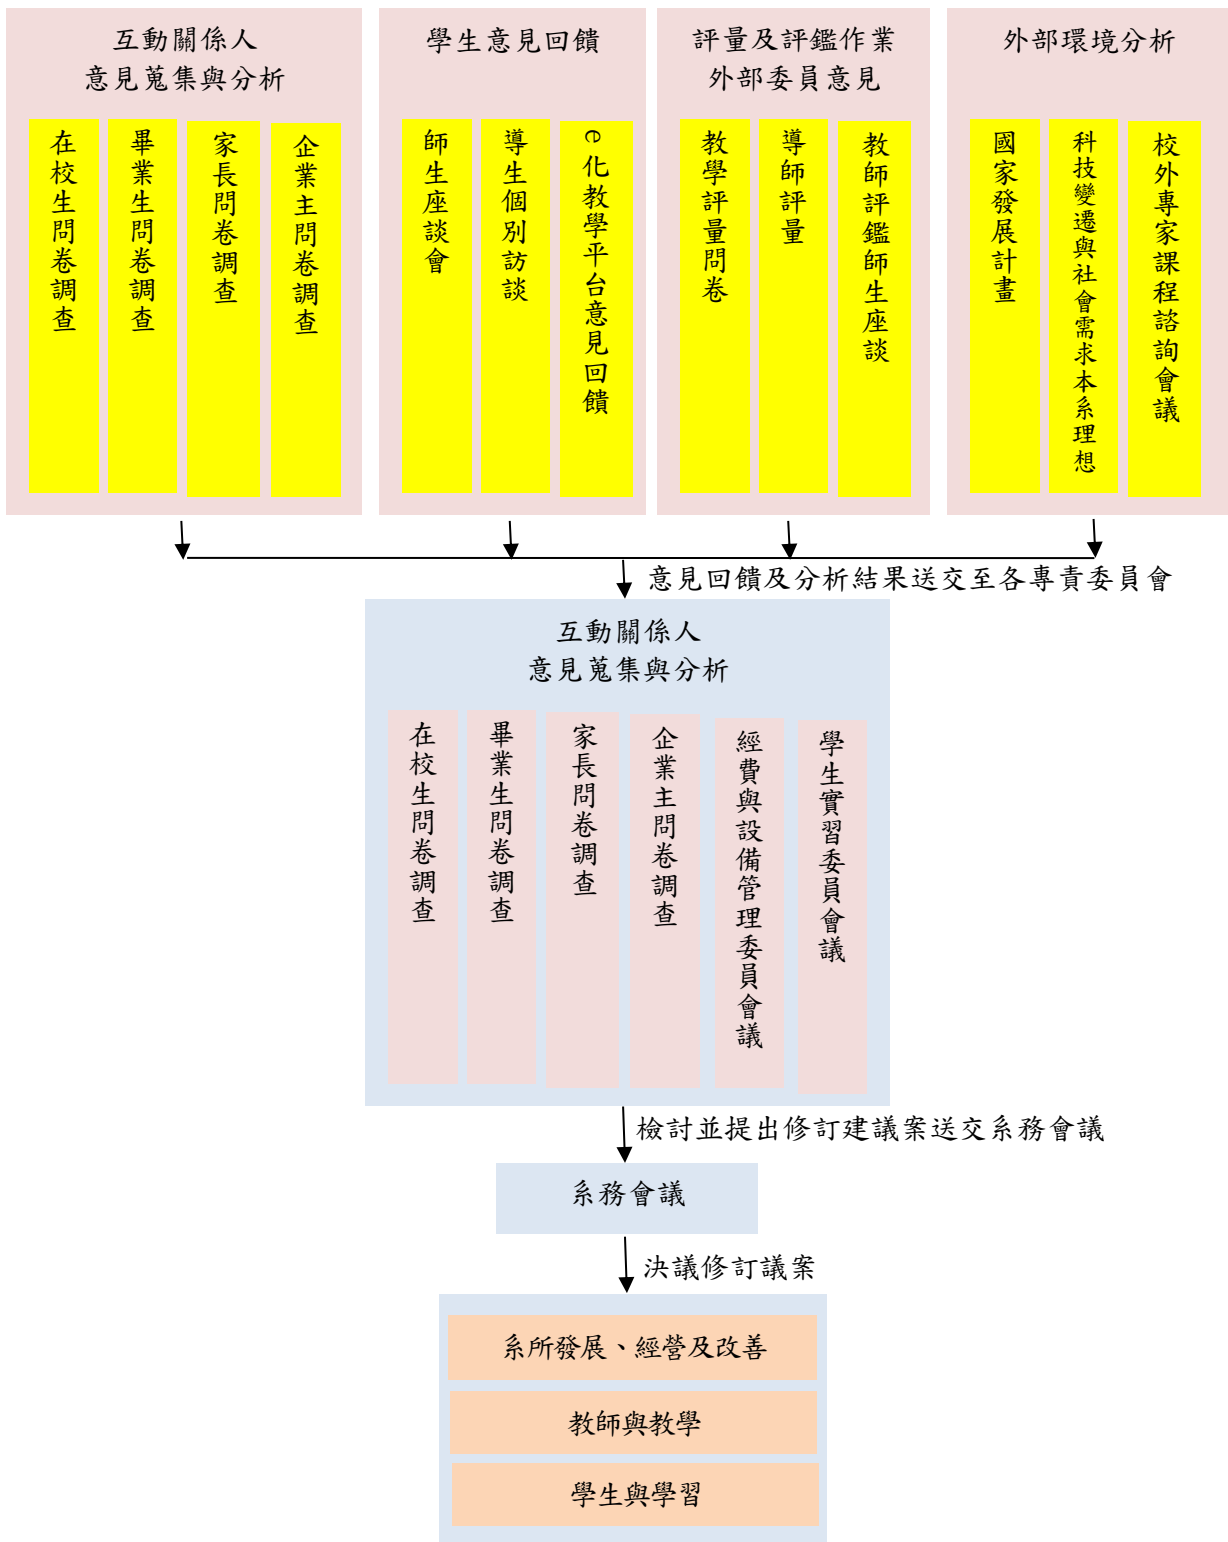 互動關係人
意見蒐集與分析
在校生問卷調查
畢業生問卷調查
家長問卷調查
企業主問卷調查
學生意見回饋
師生座談會
導生個別訪談
e化教學平台意見回饋
評量及評鑑作業
外部委員意見
教學評量問卷
導師評量
教師評鑑師生座談
外部環境分析
國家發展計畫
科技變遷與社會需求本系理想
校外專家課程諮詢會議
意見回饋及分析結果送交至各專責委員會
互動關係人
意見蒐集與分析
在校生問卷調查
畢業生問卷調查
家長問卷調查
企業主問卷調查
經費與設備管理委員會議
學生實習委員會議
檢討並提出修訂建議案送交系務會議
系務會議
決議修訂議案
系所發展、經營及改善
教師與教學
學生與學習